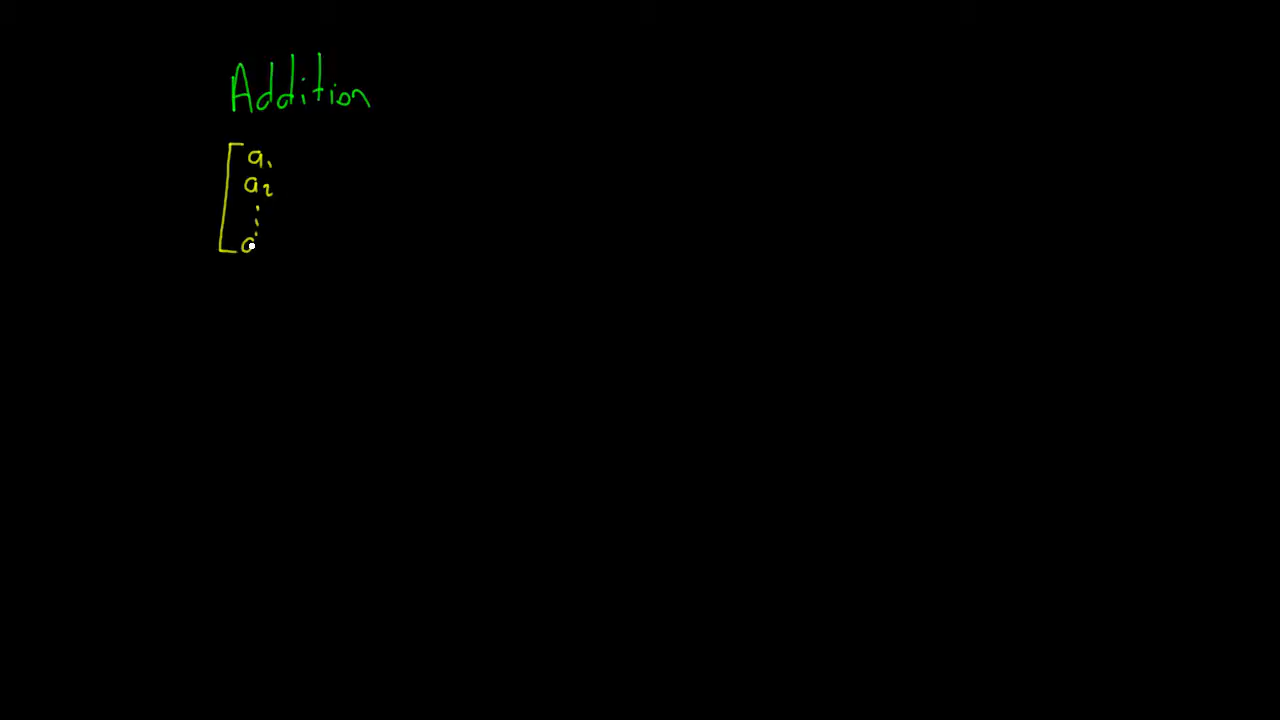 Addition
[ a₁
a₂
⋮
a